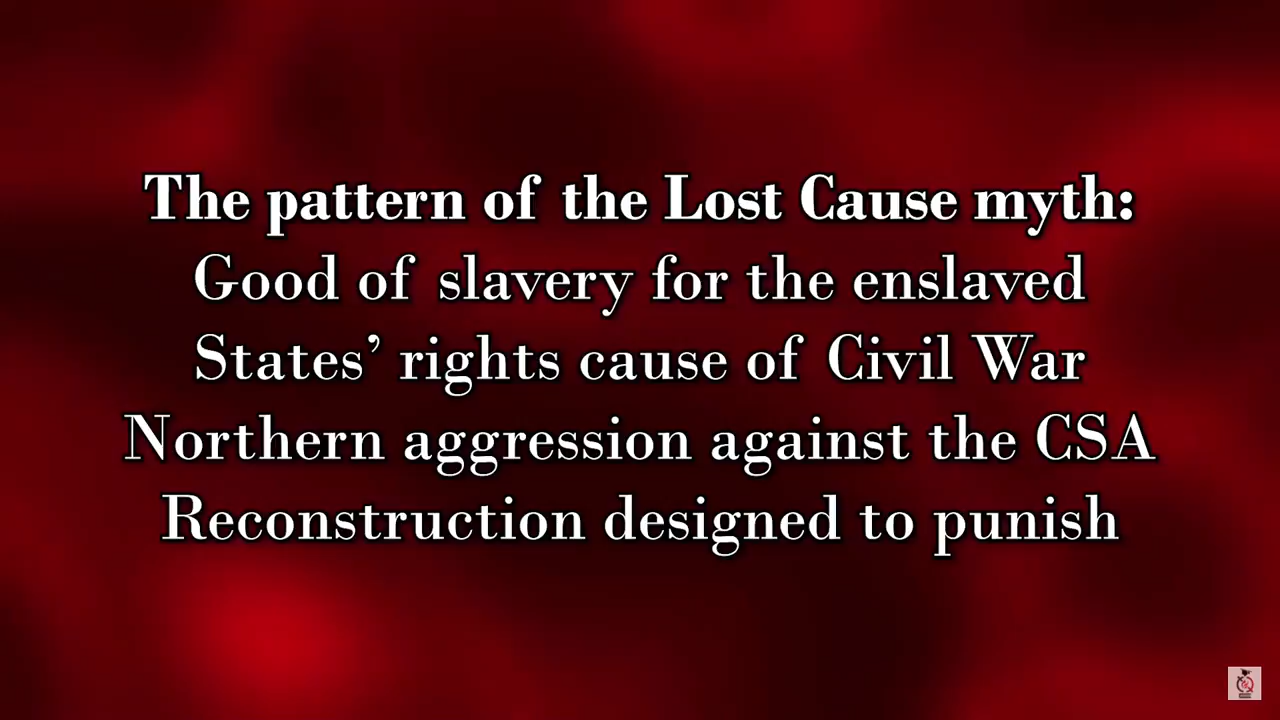 The pattern of the Lost Cause myth:
Good of slavery for the enslaved
States’ rights cause of Civil War
Northern aggression against the CSA
Reconstruction designed to punish